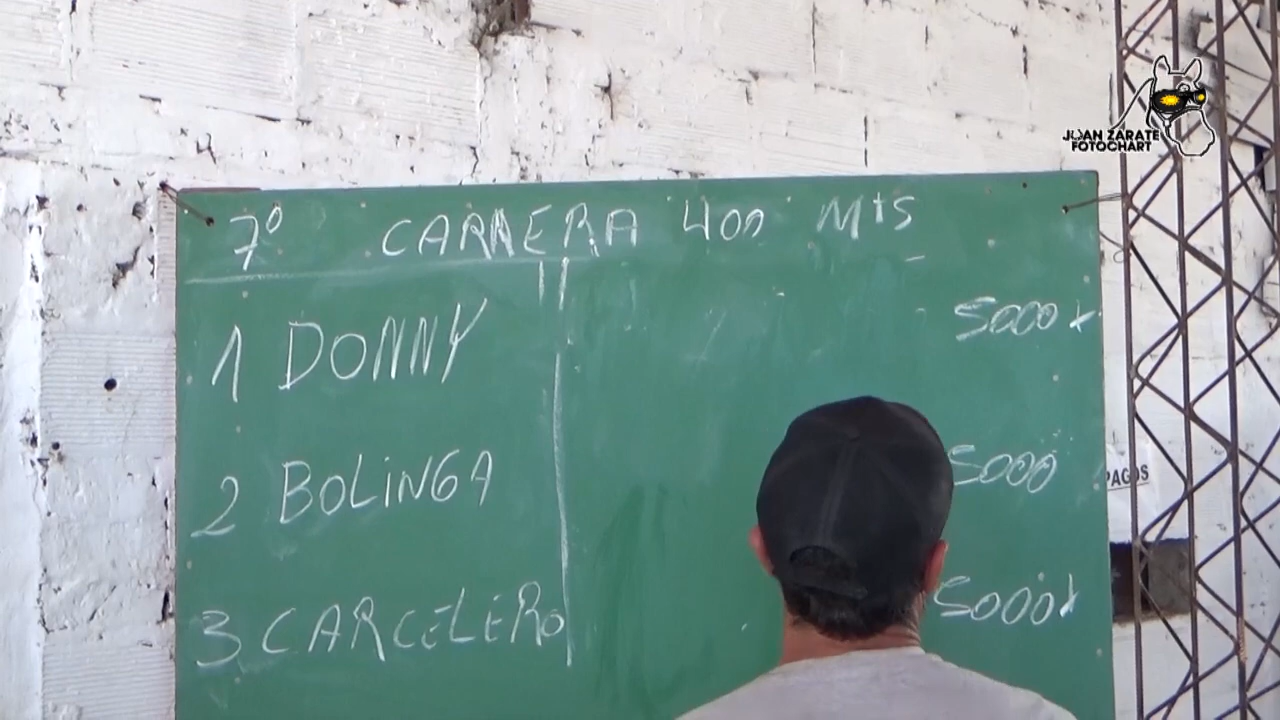 JUAN ZARATE
FOTOCHART
7º CARRERA 400 Mts
1 DONNY 5000 x
2 BOLINGA 5000
3 CARCELERO 5000 x
PAGOS